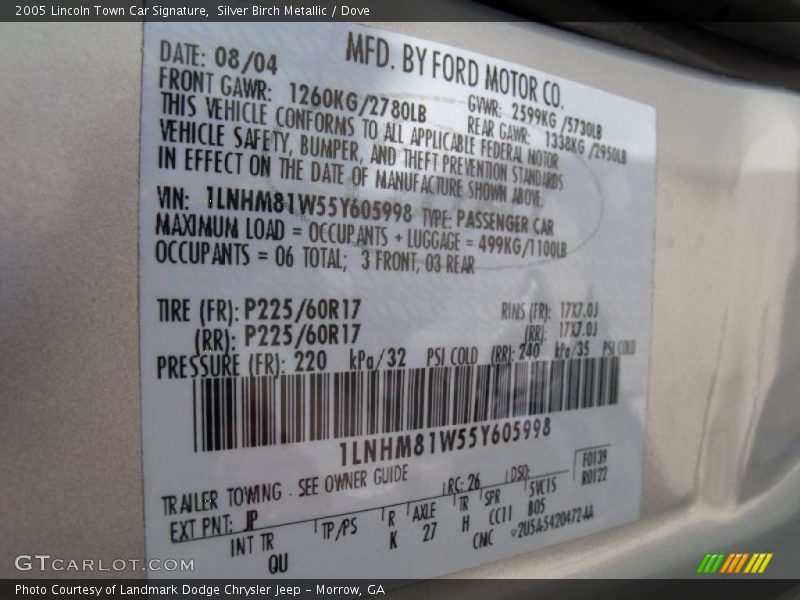 2005 Lincoln Town Car Signature,  Silver Birch Metallic / Dove
DATE: 08/04 MFD. BY FORD MOTOR CO.
FRONT GAWR: 1260KG/2780LB GVWR: 2599KG/5730LB
REAR GAWR: 1338KG/2950LB
THIS VEHICLE CONFORMS TO ALL APPLICABLE FEDERAL MOTOR
VEHICLE SAFETY, BUMPER, AND THEFT PREVENTION STANDARDS
IN EFFECT ON THE DATE OF MANUFACTURE SHOWN ABOVE.
VIN: 1LNHM81W55Y605998 TYPE: PASSENGER CAR
MAXIMUM LOAD = OCCUPANTS + LUGGAGE = 499KG/1100LB
OCCUPANTS = 06 TOTAL; 3 FRONT, 03 REAR
TIRE (FR): P225/60R17 RINS (FR): 17X7.0J
(RR): P225/60R17 (RR): 17X7.0J
PRESSURE (FR): 220 kPa/32 PSI COLD (RR): 240 kPa/35 PSI COLD
1LNHM81W55Y605998
TRAILER TOWING - SEE OWNER GUIDE
RC: 26 DSO: F0139
R0122
EXT PNT: JP
INT TR TP/PS R AXLE TR SPR 5VC15
QU K 27 H CC11 B05
CMC 2U5A-5420472-AA
GTCARLOT.COM
Photo Courtesy of Landmark Dodge Chrysler Jeep - Morrow, GA